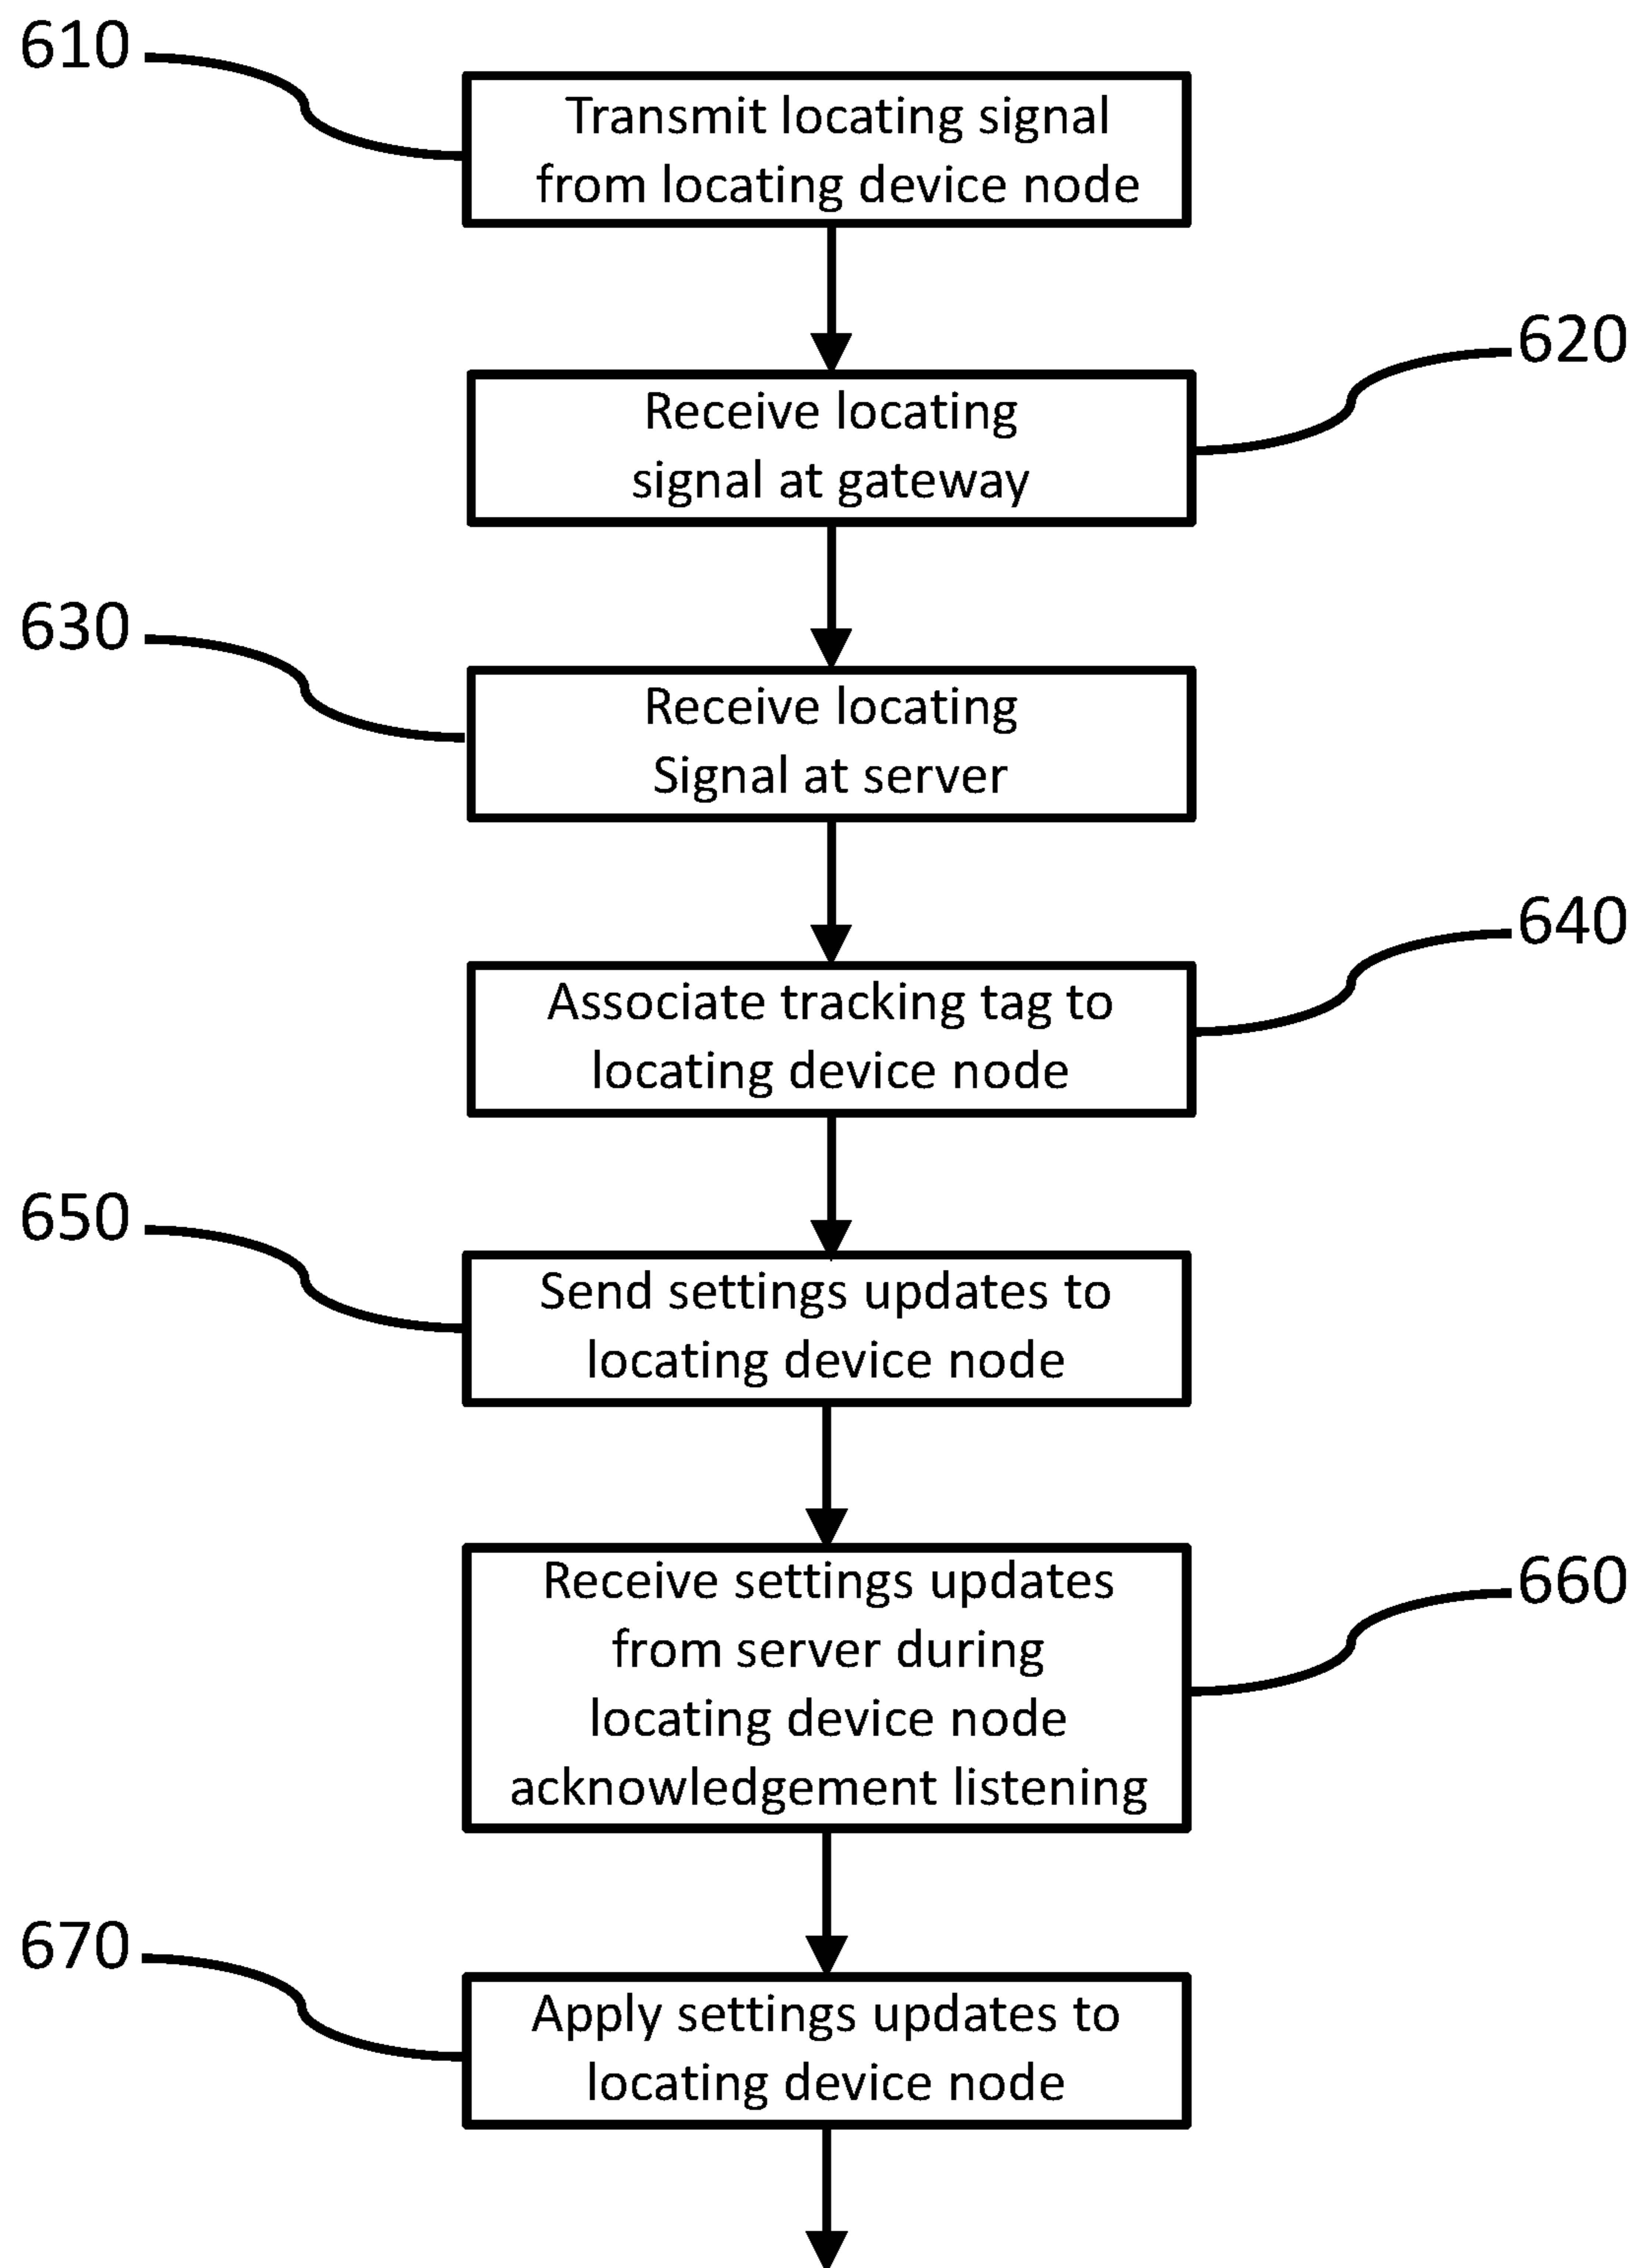 610
Transmit locating signal
from locating device node
620
Receive locating
signal at gateway
630
Receive locating
Signal at server
640
Associate tracking tag to
locating device node
650
Send settings updates to
locating device node
660
Receive settings updates
from server during
locating device node
acknowledgement listening
670
Apply settings updates to
locating device node